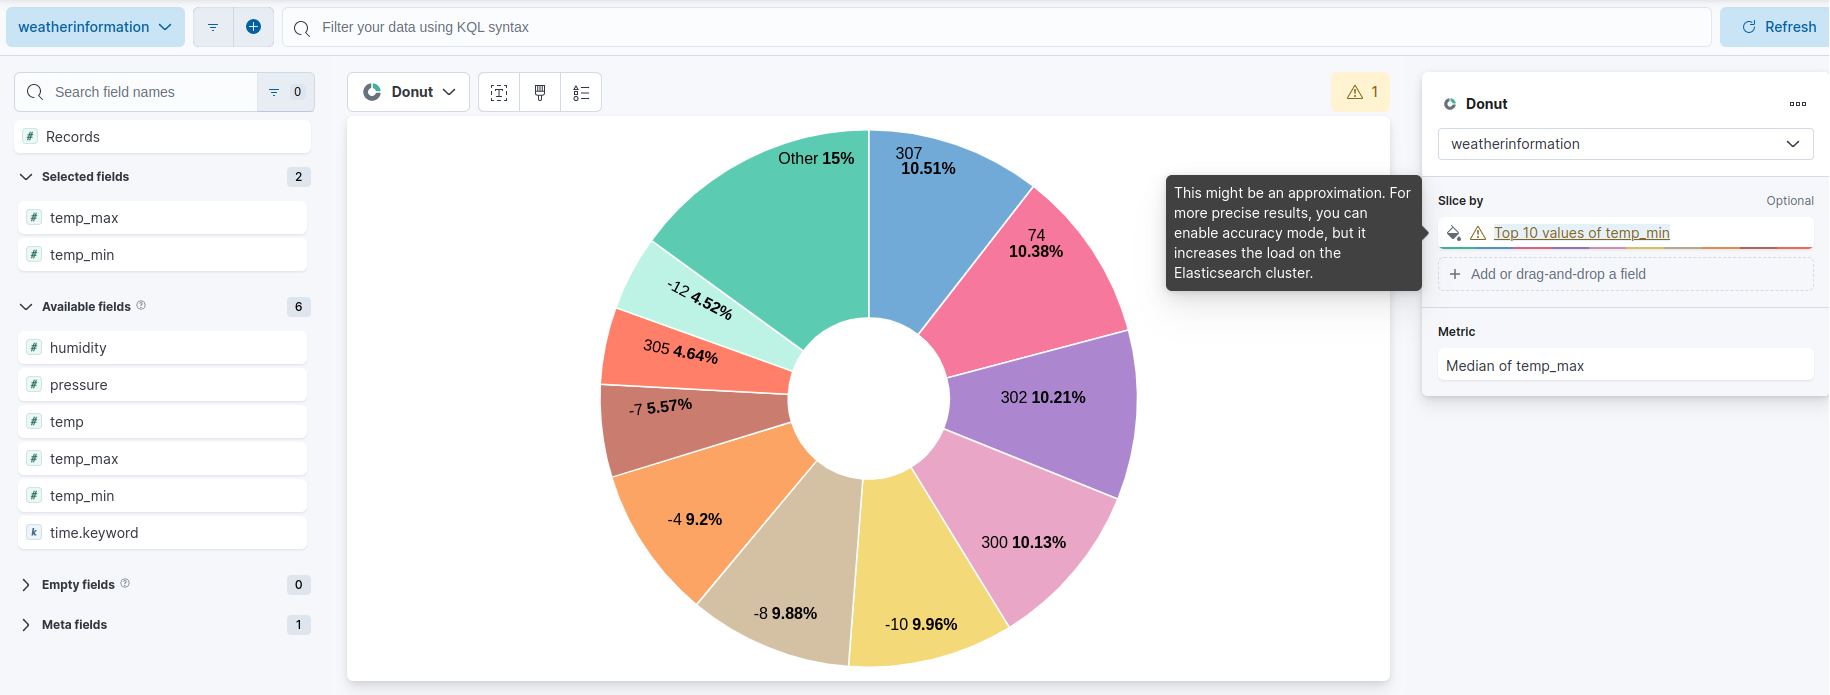 weatherinformation
Filter your data using KQL syntax
Refresh
Search field names
0
Records
Selected fields
2
temp_max
temp_min
Available fields
6
humidity
pressure
temp
temp_max
temp_min
k time.keyword
Empty fields
0
Meta fields
1
Donut
1
Other 15%
307
10.51%
74
10.38%
302 10.21%
300 10.13%
-10 9.96%
-8 9.88%
-4 9.2%
-7 5.57%
305 4.64%
-12 4.52%
This might be an approximation. For
more precise results, you can
enable accuracy mode, but it
increases the load on the
Elasticsearch cluster.
Donut
weatherinformation
Slice by
Optional
Top 10 values of temp_min
Add or drag-and-drop a field
Metric
Median of temp_max